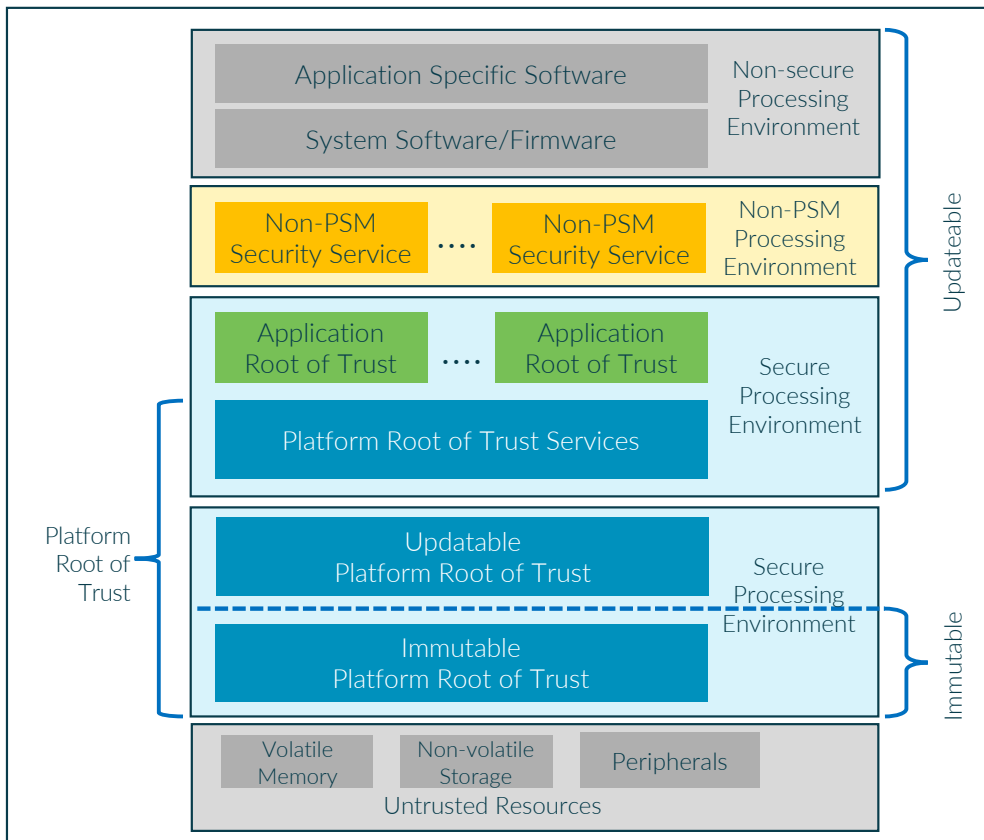 Application Specific Software
System Software/Firmware
Non-secure
Processing
Environment
Non-PSM
Security Service
....
Non-PSM
Security Service
Non-PSM
Processing
Environment
Updateable
Application
Root of Trust
....
Application
Root of Trust
Secure
Processing
Environment
Platform Root of Trust Services
Platform
Root of
Trust
Updatable
Platform Root of Trust
Secure
Processing
Environment
Immutable
Platform Root of Trust
Immutable
Volatile
Memory
Non-volatile
Storage
Peripherals
Untrusted Resources